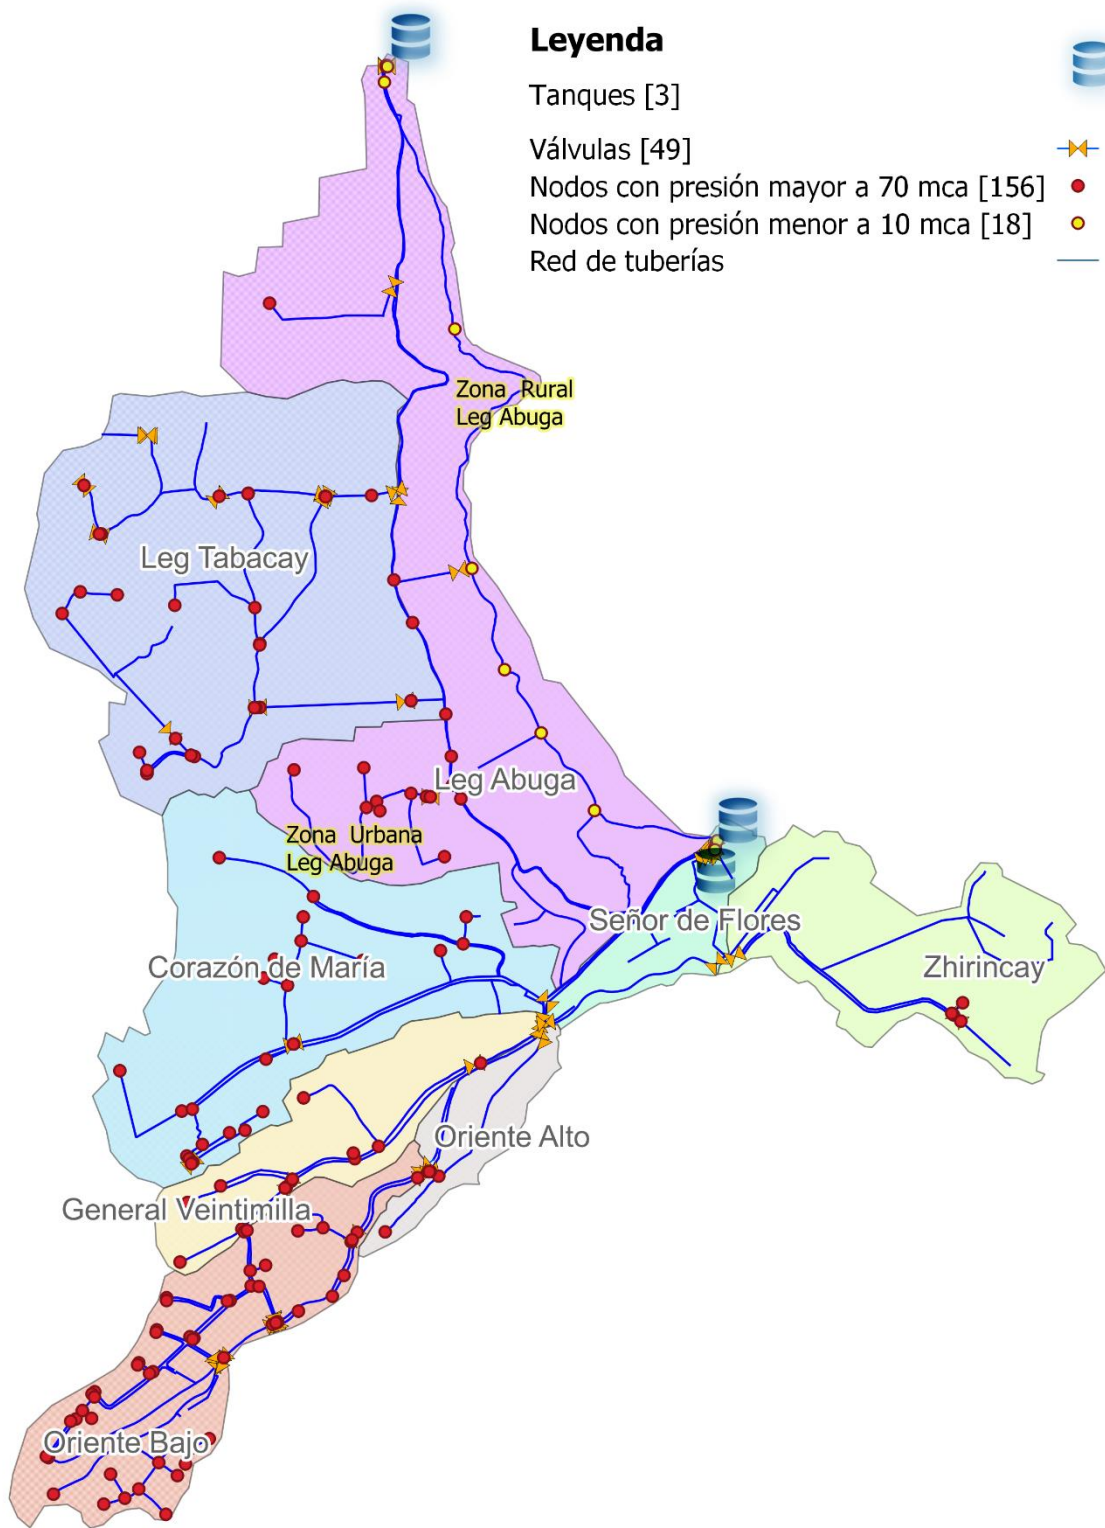 Leyenda
Tanques [3]
Válvulas [49]
Nodos con presión mayor a 70 mca [156]
Nodos con presión menor a 10 mca [18]
Red de tuberías
Zona Rural
Leg Abuga
Leg Tabacay
Leg Abuga
Zona Urbana
Leg Abuga
Señor de Flores
Corazón de María
Zhirincay
Oriente Alto
General Veintimilla
Oriente Bajo